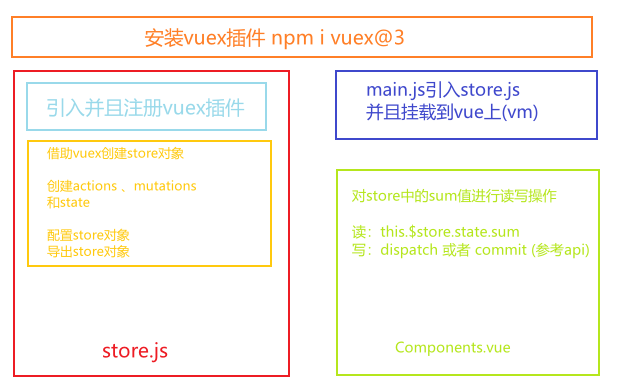 安装vuex插件 npm i vuex@3
引入并且注册vuex插件
借助vuex创建store对象
创建actions 、mutations
和state
配置store对象
导出store对象
store.js
main.js引入store.js
并且挂载到vue上(vm)
对store中的sum值进行读写操作
读：this.$store.state.sum
写：dispatch 或者 commit (参考api)
Components.vue